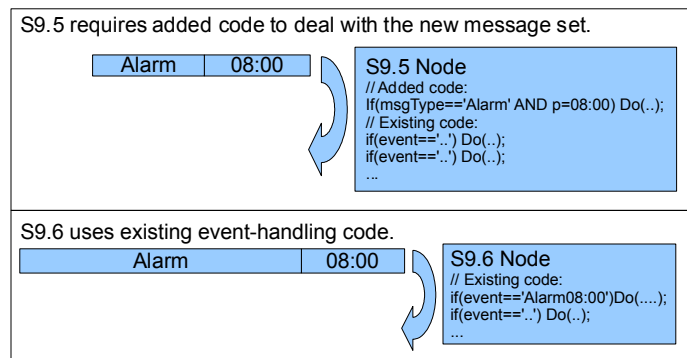 S9.5 requires added code to deal with the new message set.
Alarm 08:00
S9.5 Node
// Added code:
If(msgType=='Alarm' AND p=08:00) Do(..);
// Existing code:
if(event=='..') Do(..);
if(event=='..') Do(..);
...
S9.6 uses existing event-handling code.
Alarm 08:00
S9.6 Node
// Existing code:
if(event=='Alarm08:00')Do(....);
if(event=='..') Do(..);
...